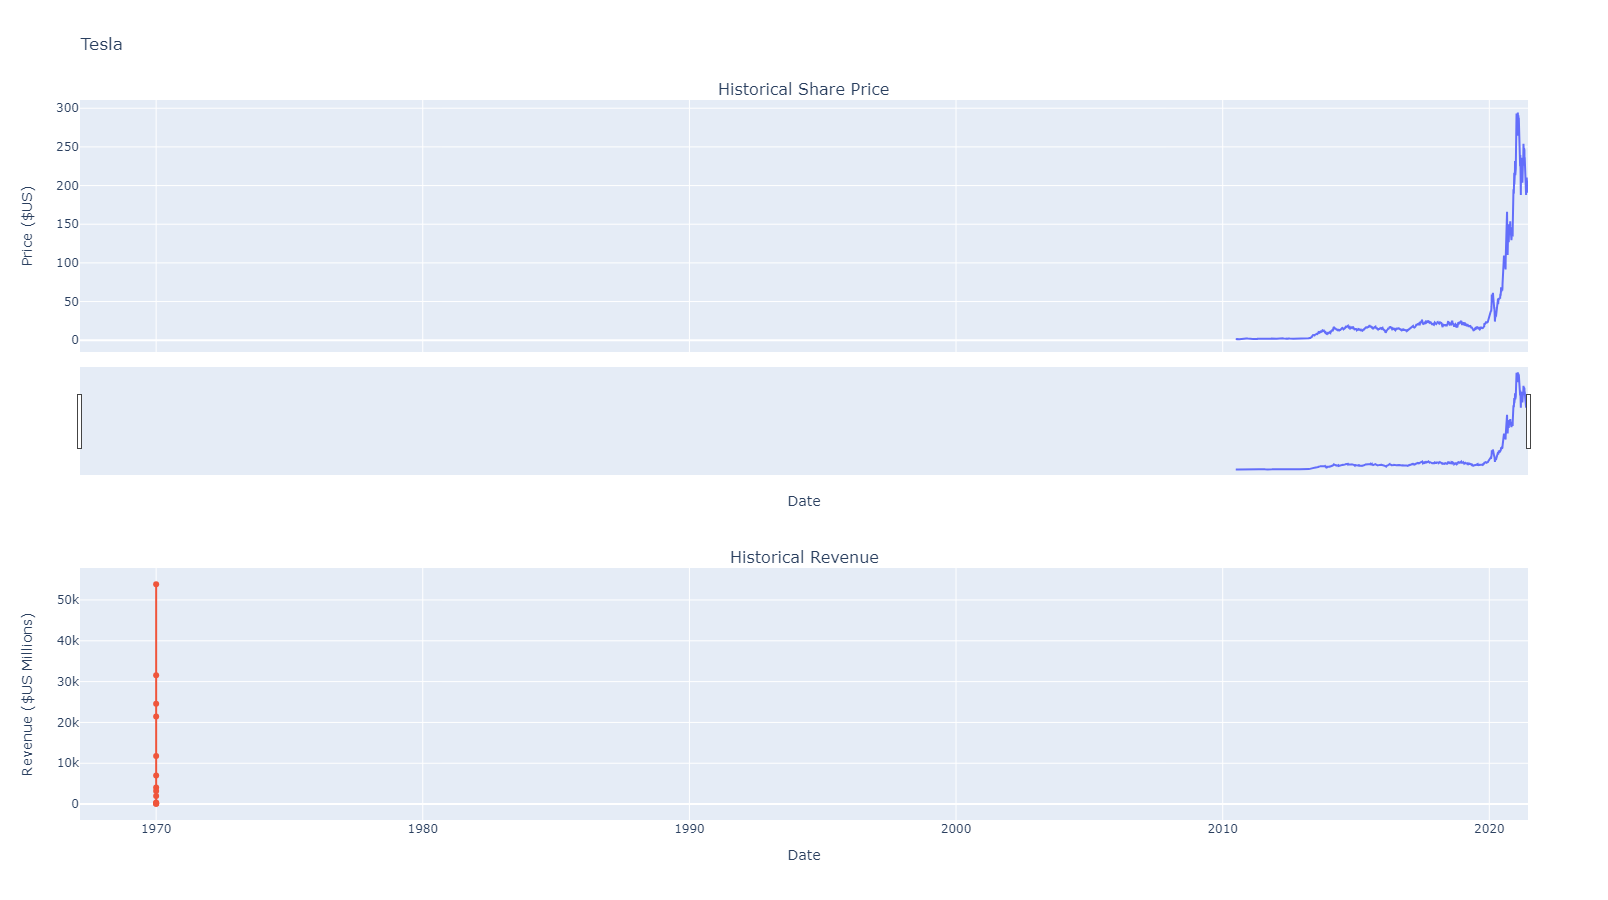 Tesla
Historical Share Price
300
250
200
150
100
50
0
Price ($US)
Date
Historical Revenue
50k
40k
30k
20k
10k
0
Revenue ($US Millions)
1970 1980 1990 2000 2010 2020
Date